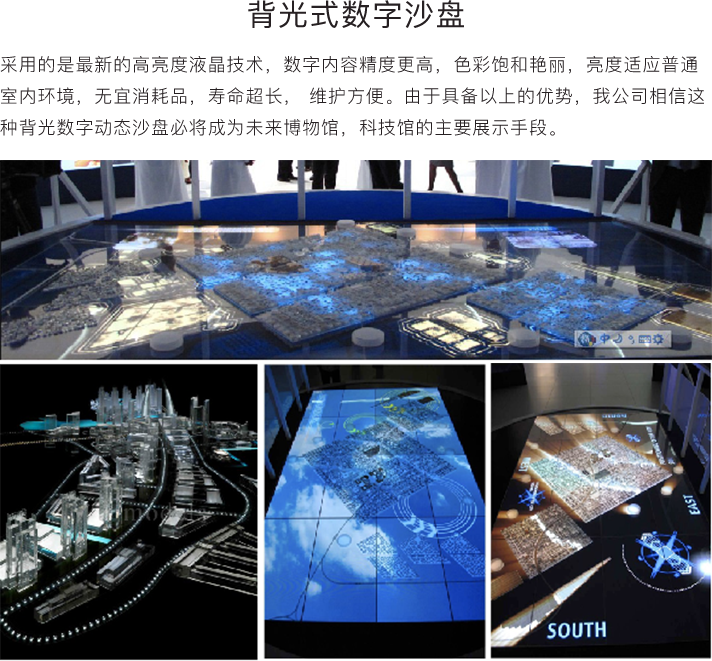 背光式数字沙盘
采用的是最新的高亮度液晶技术，数字内容精度更高，色彩饱和艳丽，亮度适应普通
室内环境，无宜消耗品，寿命超长， 维护方便。由于具备以上的优势，我公司相信这
种背光数字动态沙盘必将成为未来博物馆，科技馆的主要展示手段。
中
EAST
SOUTH